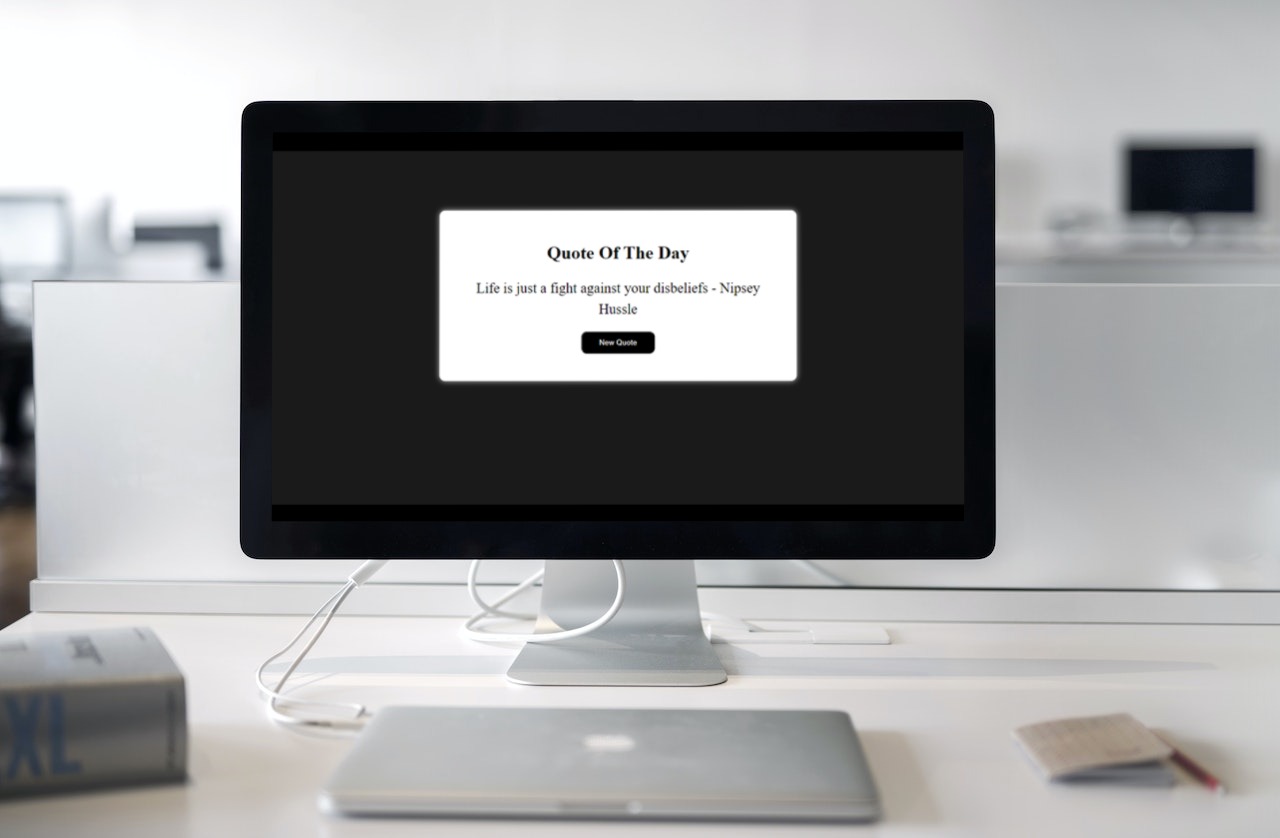 Quote Of The Day
Life is just a fight against your disbeliefs - Nipsey
Hussle
New Quote
XL